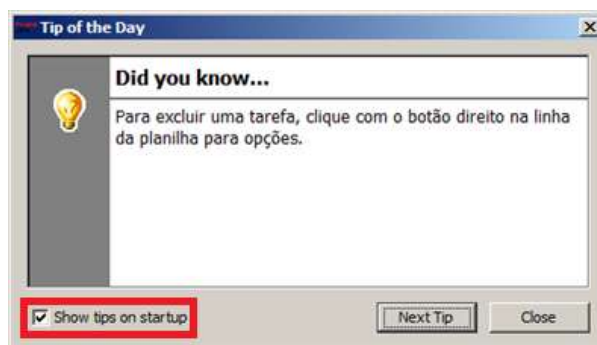 Tip of the Day
Did you know...
Para excluir uma tarefa, clique com o botão direito na linha
da planilha para opções.
Show tips on startup
Next Tip
Close